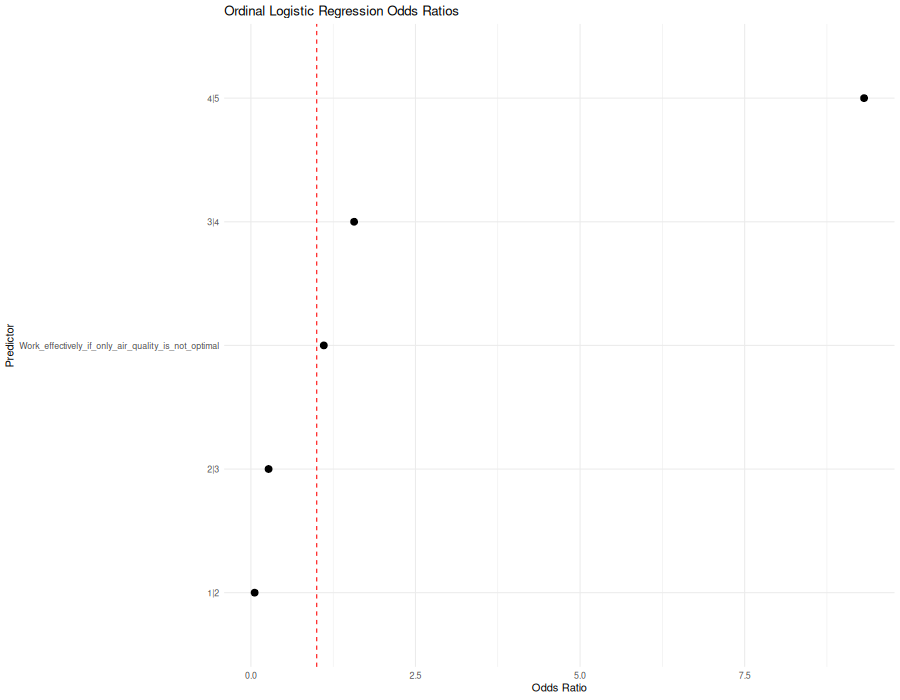 Ordinal Logistic Regression Odds Ratios
4|5
3|4
Work_effectively_if_only_air_quality_is_not_optimal
2|3
1|2
Predictor
0.0 2.5 5.0 7.5
Odds Ratio